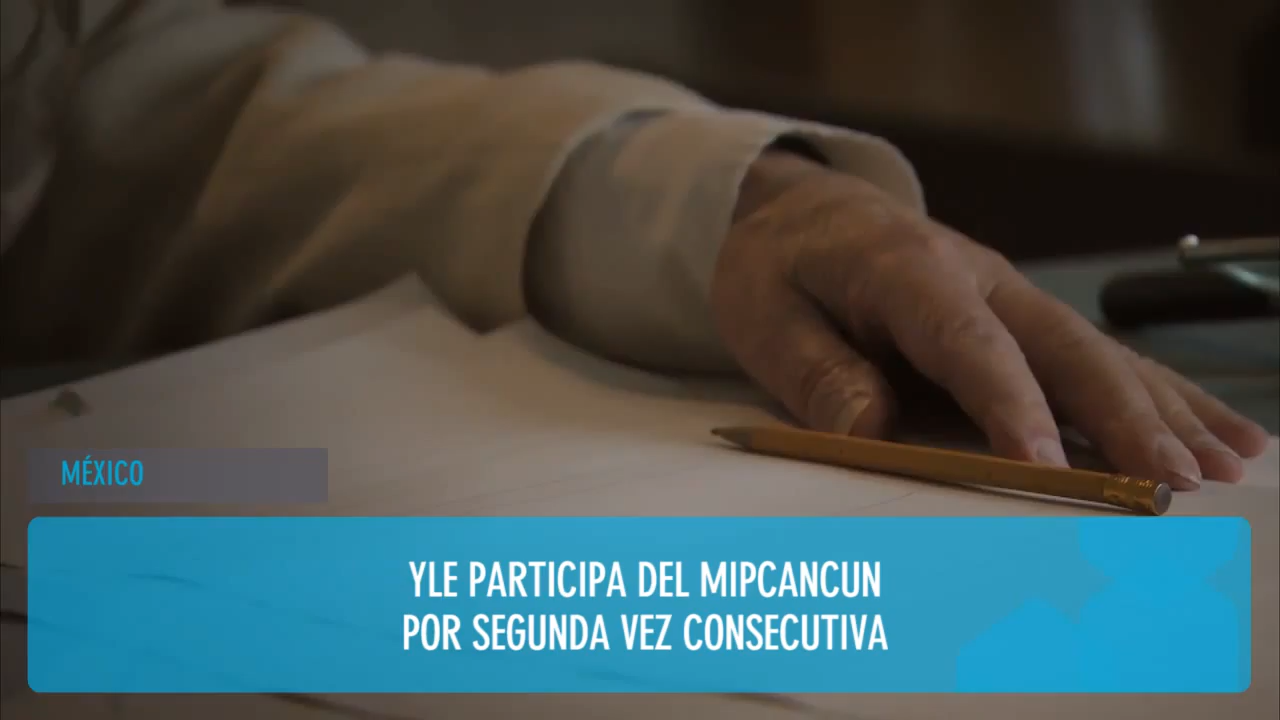 MÉXICO
YLE PARTICIPA DEL MIPCANCUN
POR SEGUNDA VEZ CONSECUTIVA